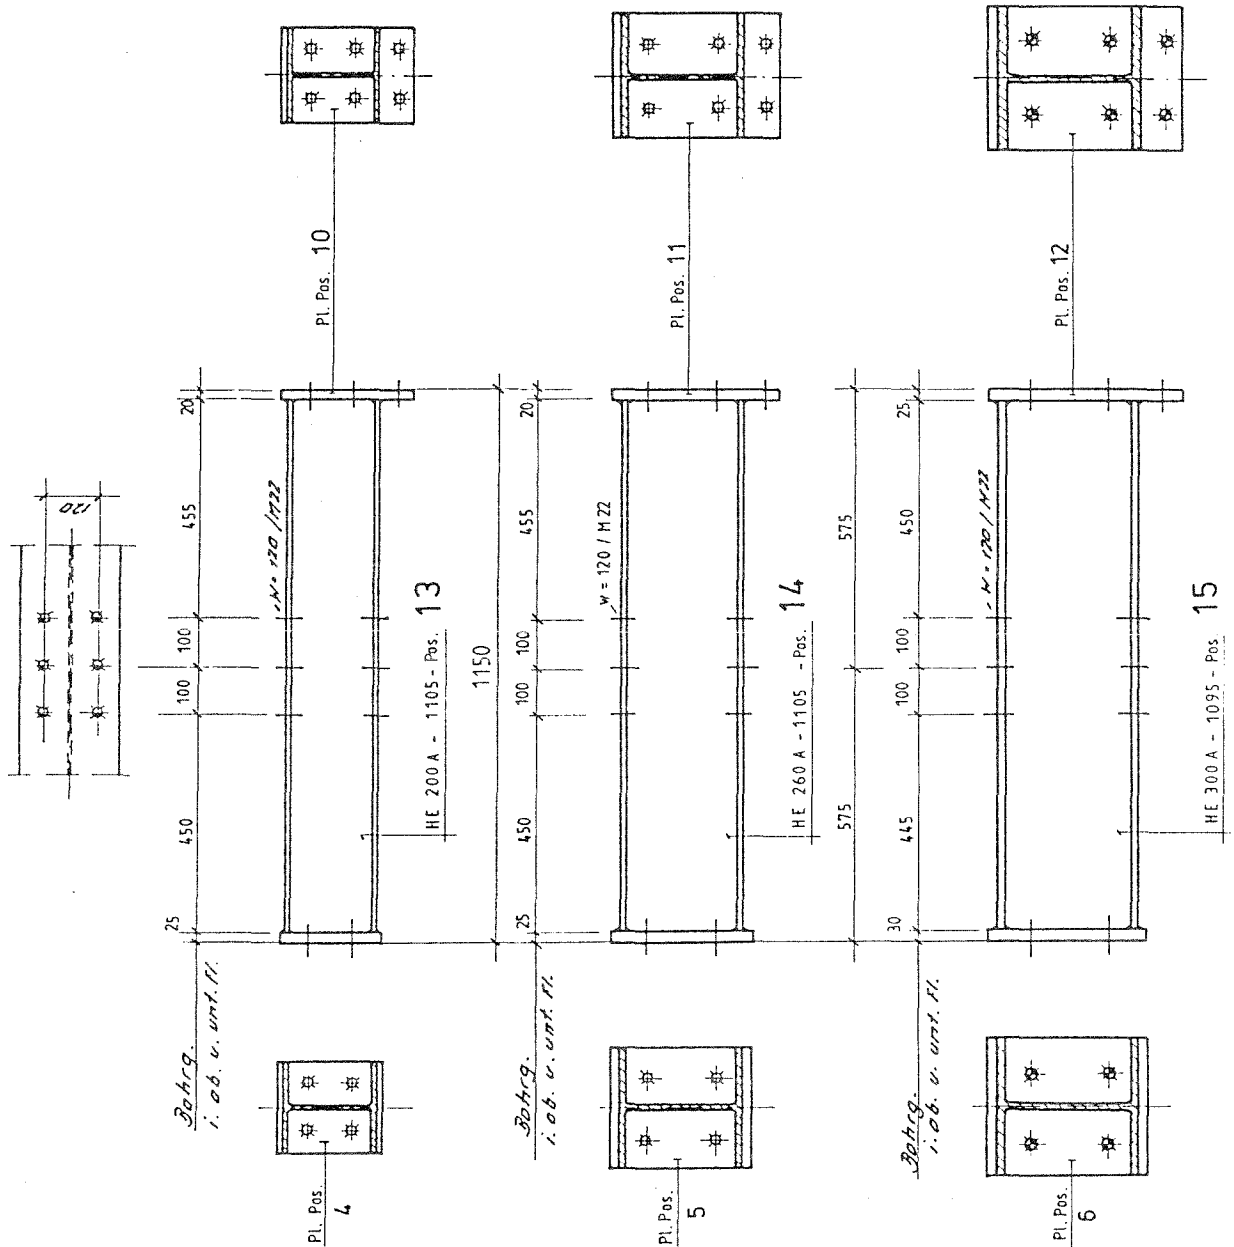 120
Bohrg.
i. ob. u. unt. Fl.
25
450
100
100
455
20
w = 120 / M22
HE 200 A - 1105 - Pos. 13
1150
Pl. Pos. 4
Pl. Pos. 10
Bohrg.
i. ob. u. unt. Fl.
25
450
100
100
455
20
w = 120 / M 22
HE 260 A - 1105 - Pos. 14
575
575
Pl. Pos. 5
Pl. Pos. 11
Bohrg.
i. ob. u. unt. Fl.
30
445
100
100
450
25
w = 120 / M22
HE 300 A - 1095 - Pos 15
Pl. Pos. 6
Pl. Pos. 12